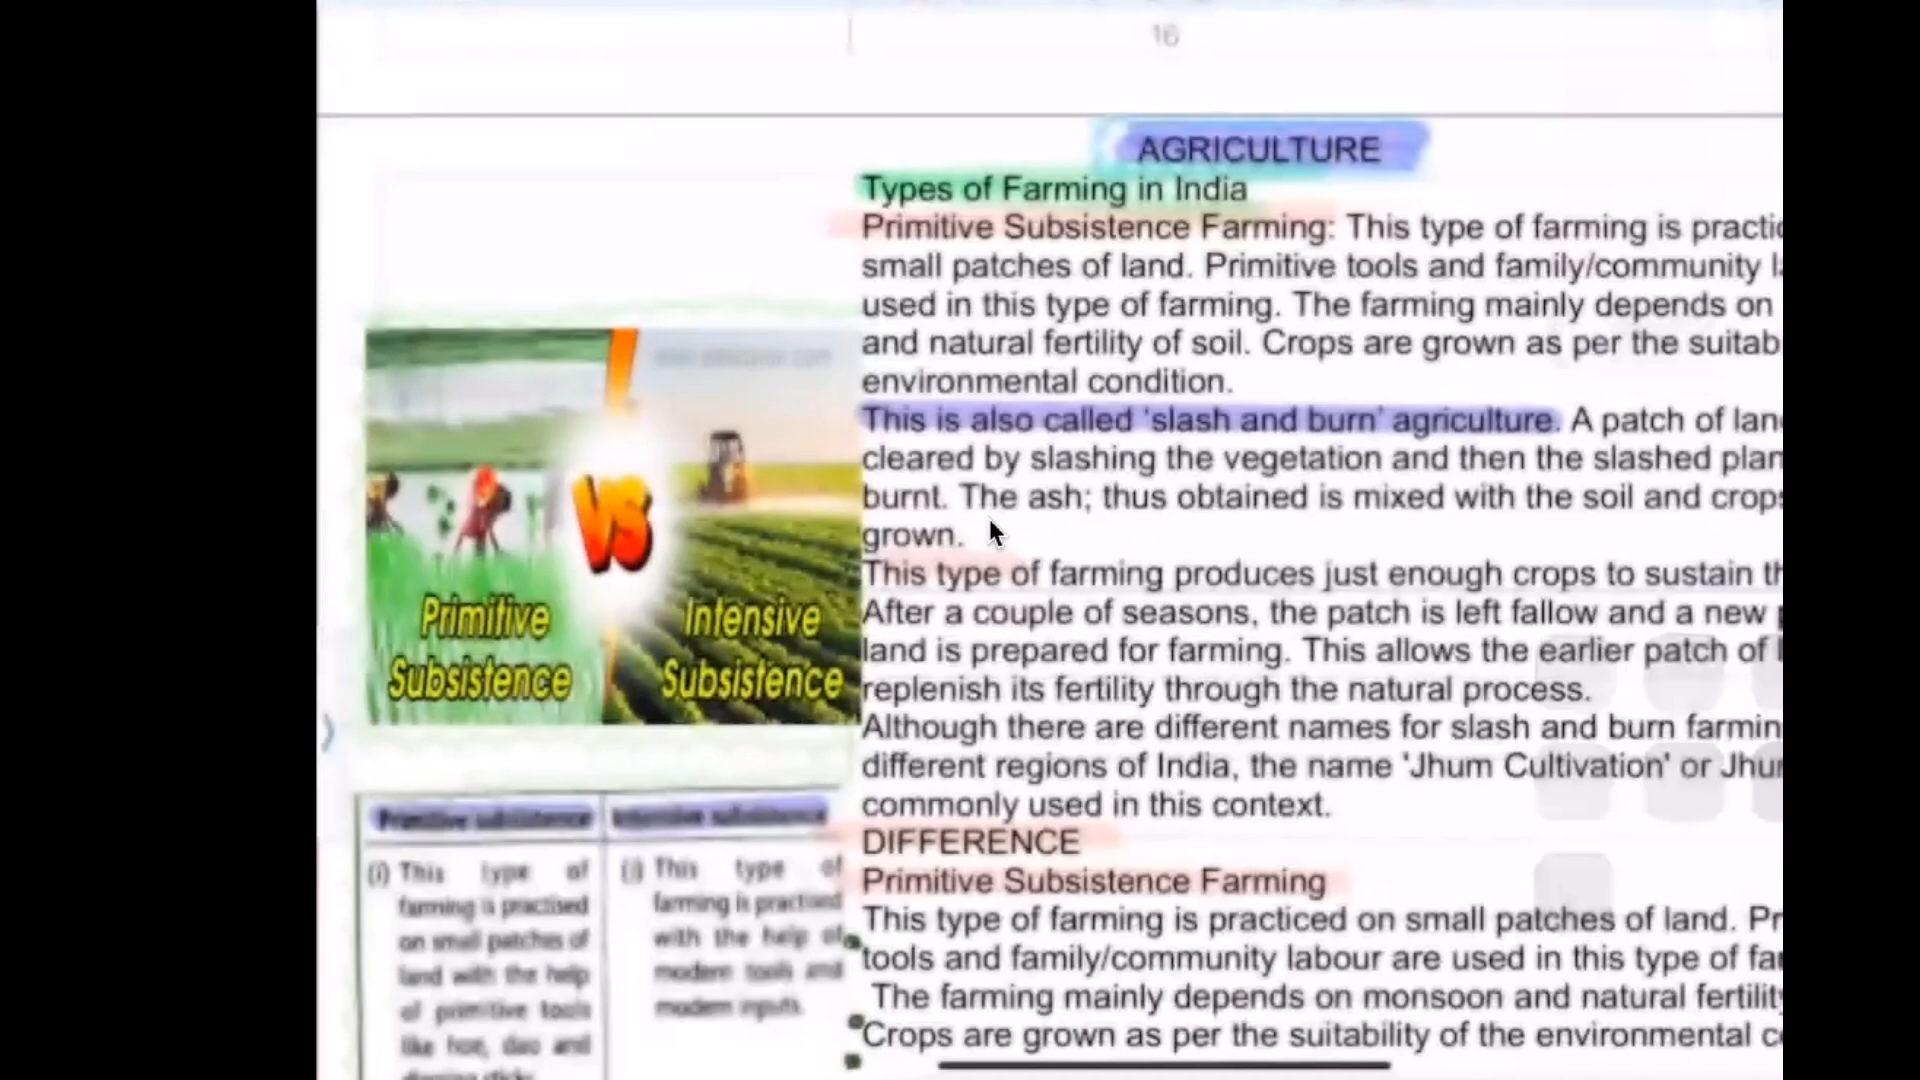 16
AGRICULTURE
Types of Farming in India
Primitive Subsistence Farming: This type of farming is
small patches of land. Primitive tools and family/community
used in this type of farming. The farming mainly depends on
and natural fertility of soil. Crops are grown as per the
environmental condition.
This is also called 'slash and burn' agriculture. A patch of
cleared by slashing the vegetation and then the slashed
burnt. The ash; thus obtained is mixed with the soil and
grown.
This type of farming produces just enough crops to sustain
After a couple of seasons, the patch is left fallow and a new
land is prepared for farming. This allows the earlier patch of
replenish its fertility through the natural process.
Although there are different names for slash and burn
different regions of India, the name 'Jhum Cultivation' or
commonly used in this context.
DIFFERENCE
Primitive Subsistence Farming
This type of farming is practiced on small patches of land.
tools and family/community labour are used in this type of
The farming mainly depends on monsoon and natural
Crops are grown as per the suitability of the environmental
Primitive
Subsistence
VS
Intensive
Subsistence
Primitive subsistence
(i) This type of
farming is practised
on small patches of
land with the help
of primitive tools
like hoe, dao and
Intensive subsistence
(i) This type of
farming is practised
with the help of
modern tools and
modern inputs.